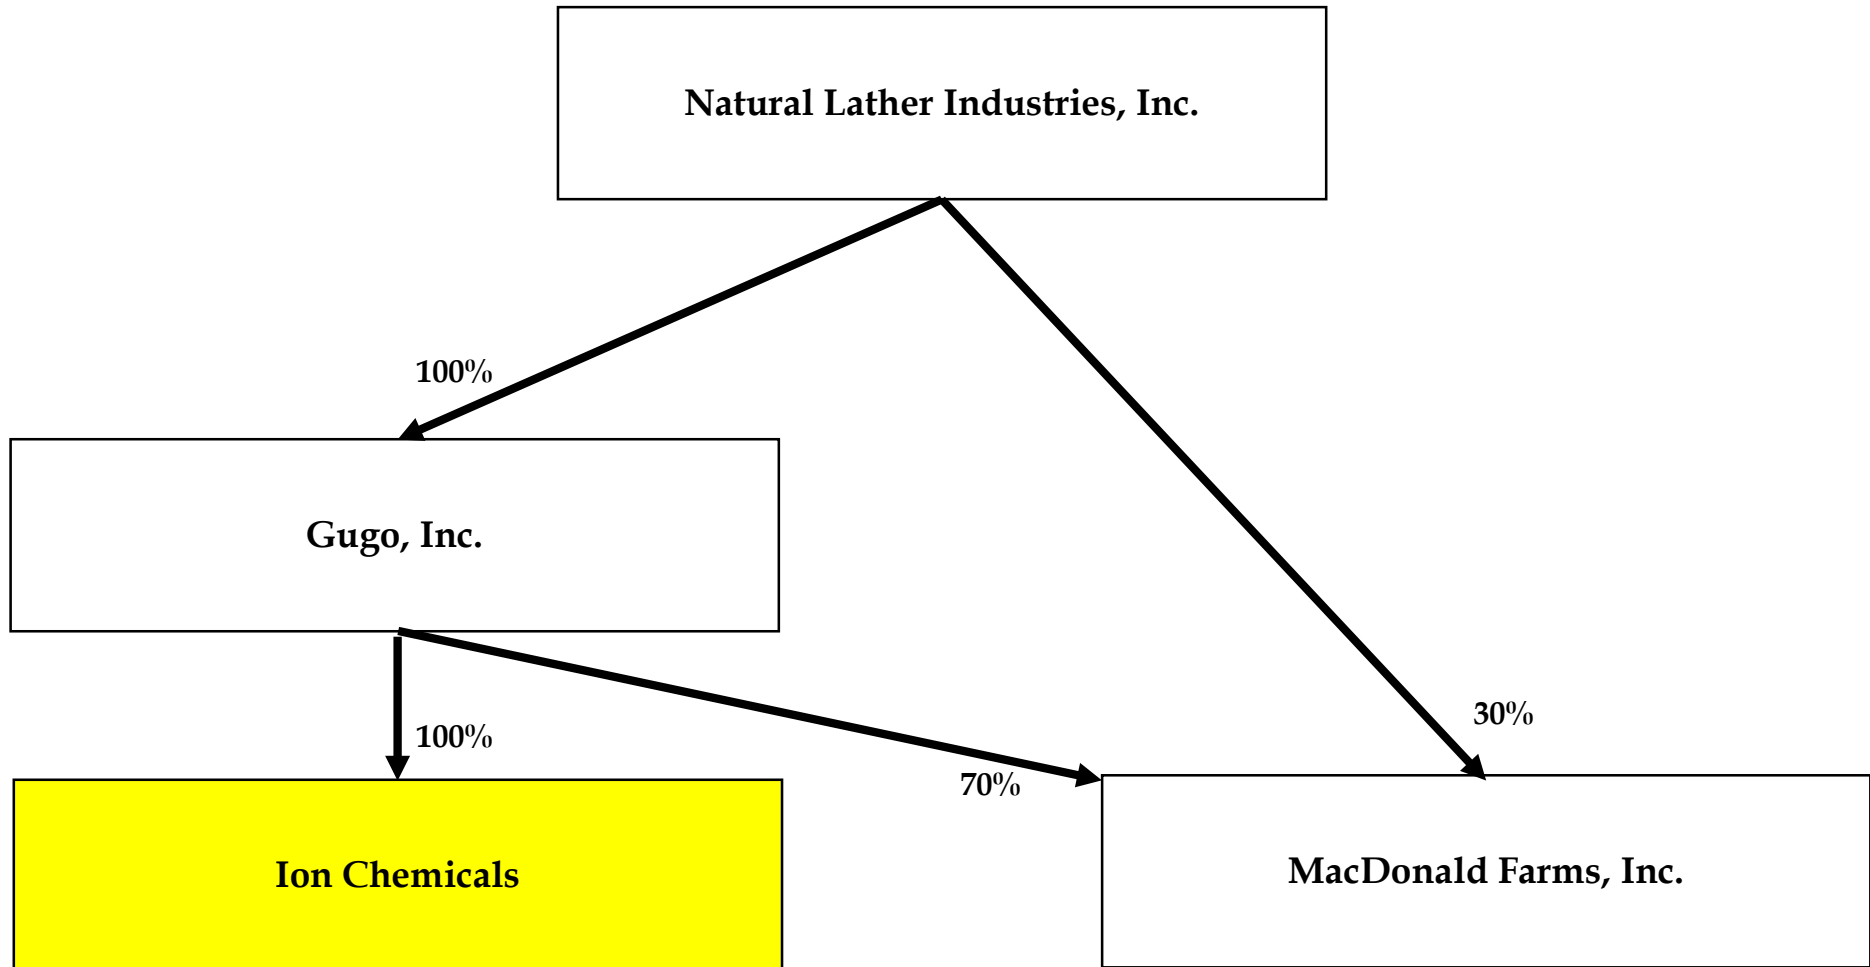 Natural Lather Industries, Inc.
100%
Gugo, Inc.
100%
30%
70%
Ion Chemicals
MacDonald Farms, Inc.